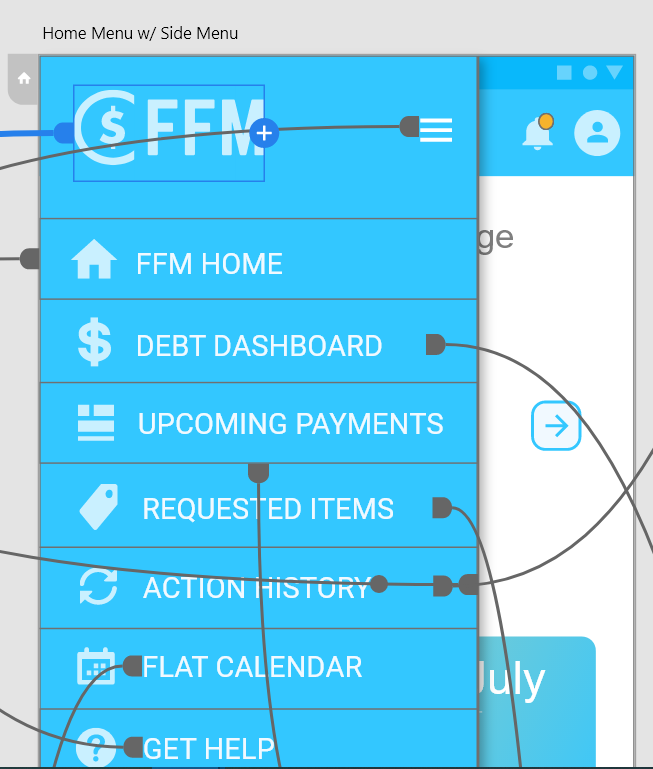 Home Menu w/ Side Menu
$FFM
ge
FFM HOME
$ DEBT DASHBOARD
UPCOMING PAYMENTS
REQUESTED ITEMS
ACTION HISTORY
FLAT CALENDAR
July
? GET HELP